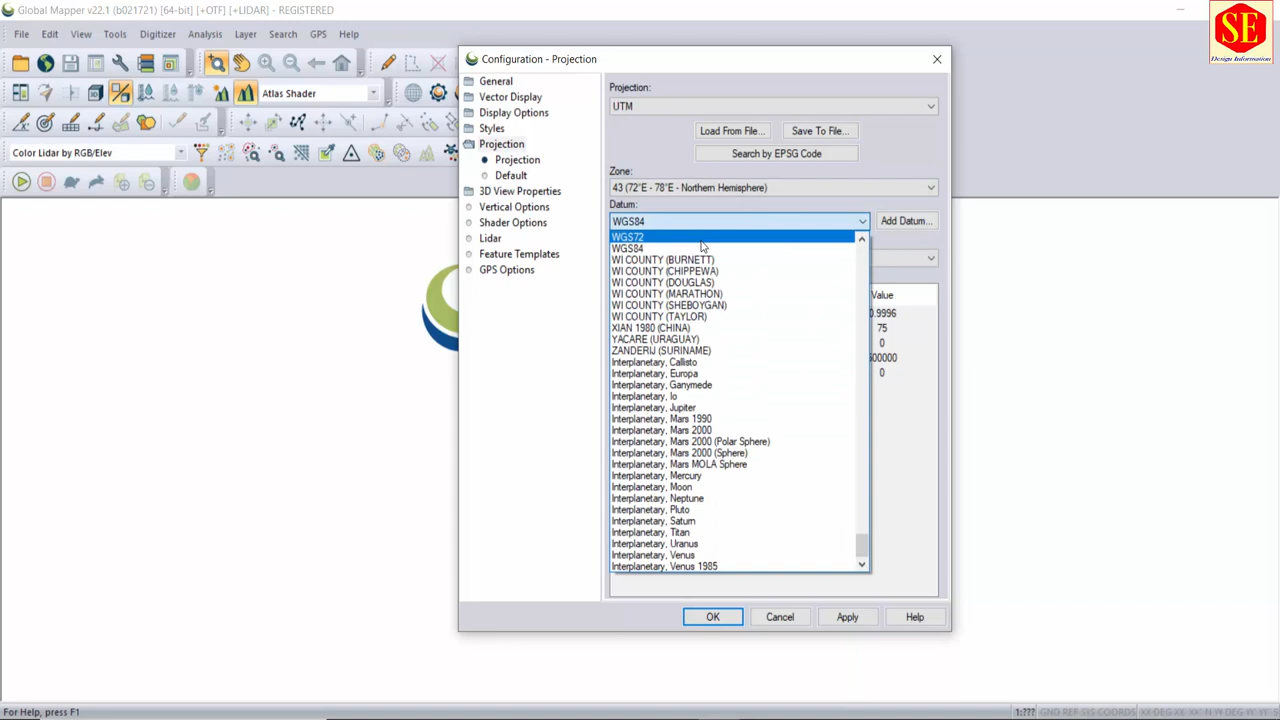 Global Mapper v22.1 (b021721) [64-bit] [+OTF] [+LIDAR] - REGISTERED
File Edit View Tools Digitizer Analysis Layer Search GPS Help
SE
Design Information
Configuration - Projection
General
Vector Display
Display Options
Styles
Projection
Projection
Default
3D View Properties
Vertical Options
Shader Options
Lidar
Feature Templates
GPS Options
Atlas Shader
Color Lidar by RGB/Elev
Projection:
UTM
Load From File... Save To File...
Search by EPSG Code
Zone:
43 (72°E - 78°E - Northern Hemisphere)
Datum:
WGS84 Add Datum...
WGS72
WGS84
WI COUNTY (BURNETT)
WI COUNTY (CHIPPEWA)
WI COUNTY (DOUGLAS)
WI COUNTY (MARATHON)
WI COUNTY (SHEBOYGAN)
WI COUNTY (TAYLOR)
XIAN 1980 (CHINA)
YACARE (URAGUAY)
ZANDERIJ (SURINAME)
Interplanetary, Callisto
Interplanetary, Europa
Interplanetary, Ganymede
Interplanetary, Io
Interplanetary, Jupiter
Interplanetary, Mars 1990
Interplanetary, Mars 2000
Interplanetary, Mars 2000 (Polar Sphere)
Interplanetary, Mars 2000 (Sphere)
Interplanetary, Mars MOLA Sphere
Interplanetary, Mercury
Interplanetary, Moon
Interplanetary, Neptune
Interplanetary, Pluto
Interplanetary, Saturn
Interplanetary, Titan
Interplanetary, Uranus
Interplanetary, Venus
Interplanetary, Venus 1985
Value
0.9996
75
0
500000
0
OK Cancel Apply Help
For Help, press F1
1:???